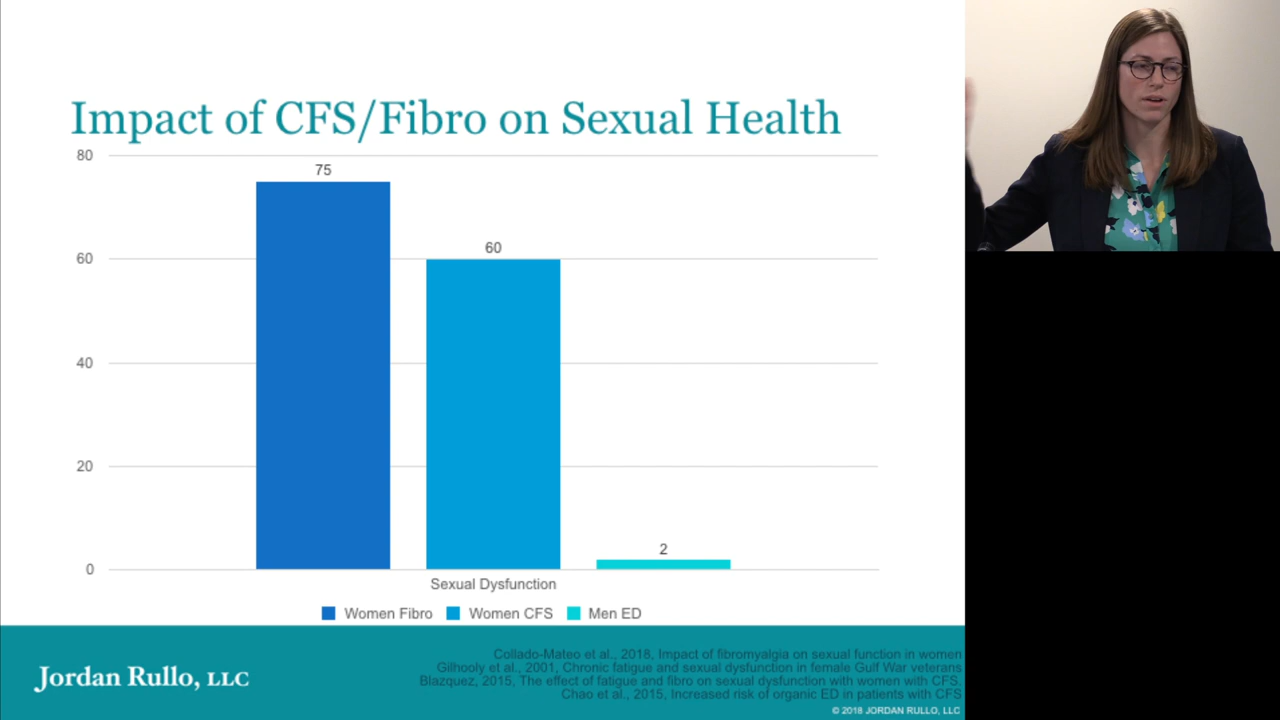 Impact of CFS/Fibro on Sexual Health
80
75
60
60
40
20
2
0
Sexual Dysfunction
Women Fibro Women CFS Men ED
Collado-Mateo et al., 2018, Impact of fibromyalgia on sexual function in women
Gilhooly et al., 2001, Chronic fatigue and sexual dysfunction in female Gulf War veterans
Blazquez, 2015, The effect of fatigue and fibro on sexual dysfunction with women with CFS.
Chao et al., 2015, Increased risk of organic ED in patients with CFS
Jordan Rullo, LLC
© 2018 JORDAN RULLO, LLC